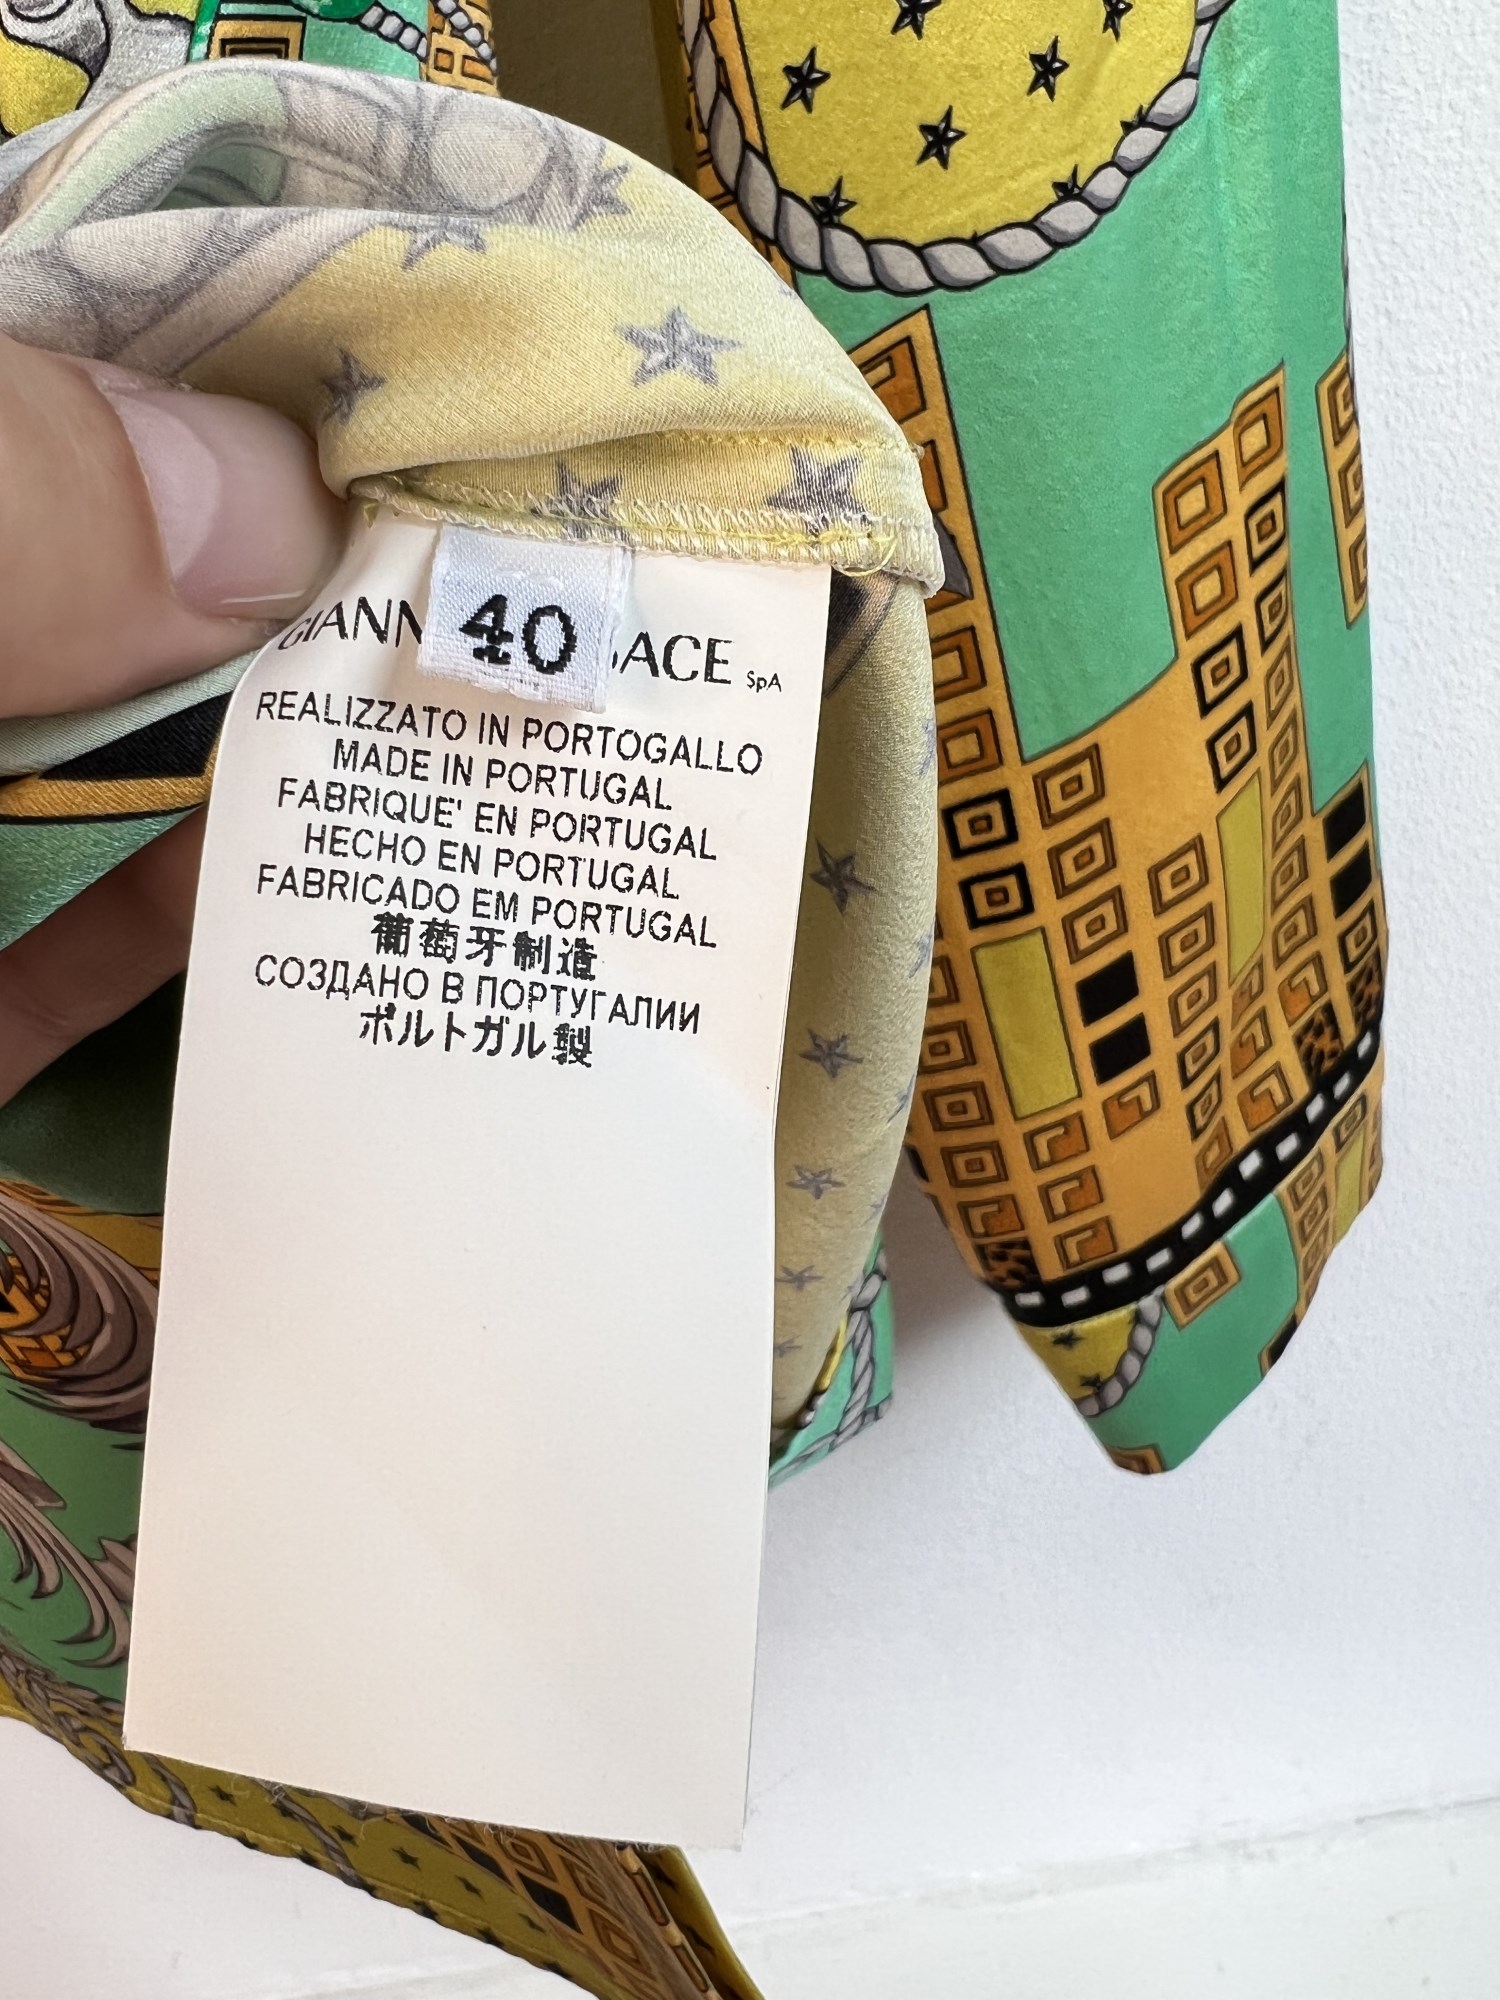 40
GIANN ACE SpA
REALIZZATO IN PORTOGALLO
MADE IN PORTUGAL
FABRIQUE' EN PORTUGAL
HECHO EN PORTUGAL
FABRICADO EM PORTUGAL
葡萄牙制造
СОЗДАНО В ПОРТУГАЛИИ
ポルトガル製